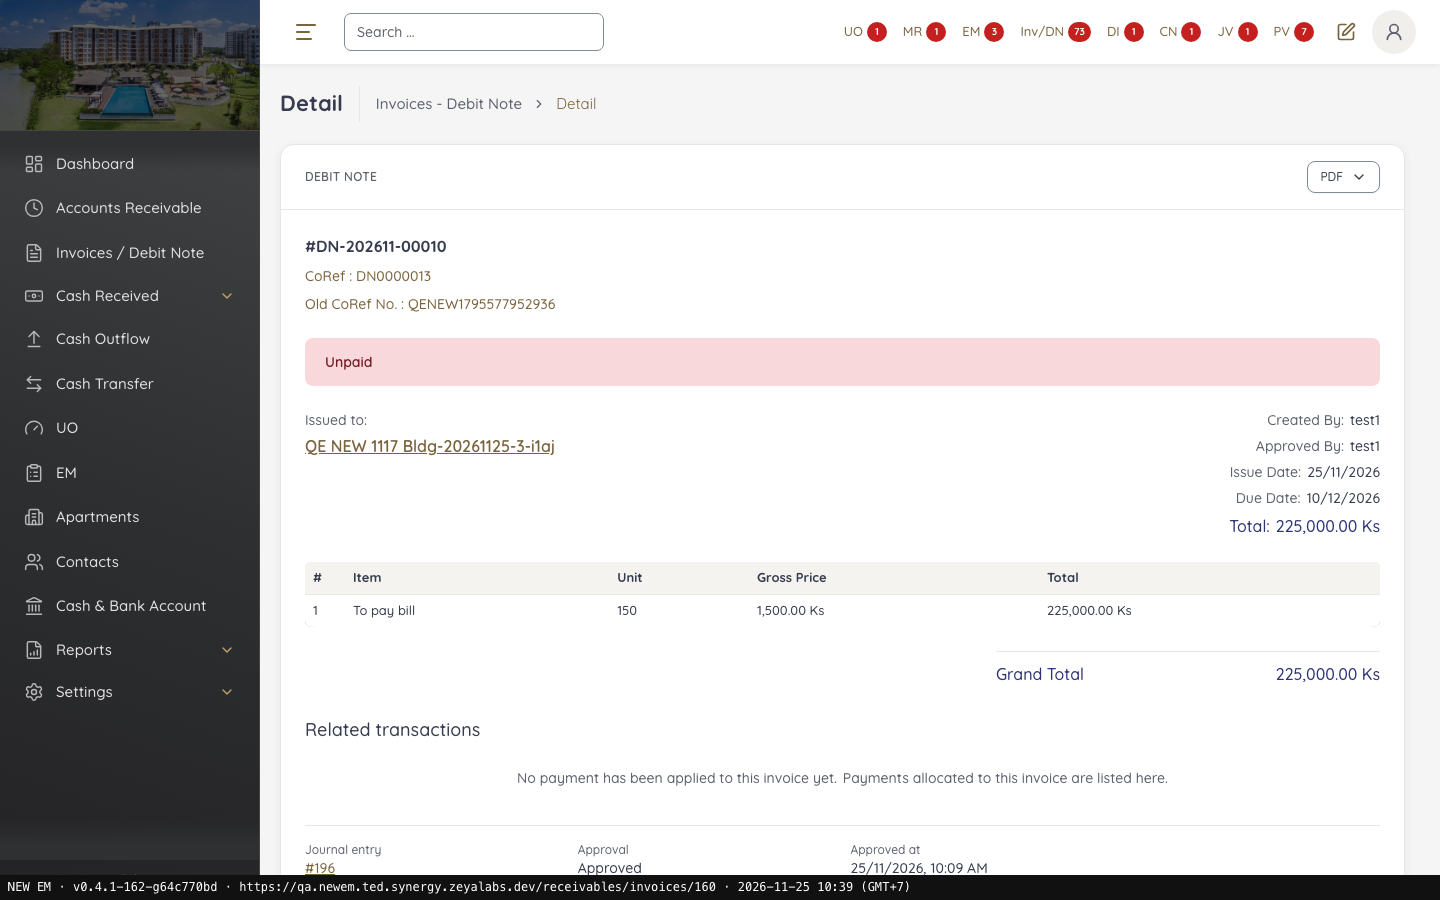 Search ...
UO 1 MR 1 EM 3 Inv/DN 73 DI 1 CN 1 JV 1 PV 7
Detail Invoices - Debit Note > Detail
Dashboard
Accounts Receivable
Invoices / Debit Note
Cash Received
Cash Outflow
Cash Transfer
UO
EM
Apartments
Contacts
Cash & Bank Account
Reports
Settings
DEBIT NOTE PDF
#DN-202611-00010
CoRef : DN0000013
Old CoRef No. : QENEW1795577952936
Unpaid
Issued to:
QE NEW 1117 Bldg-20261125-3-i1aj
Created By: test1
Approved By: test1
Issue Date: 25/11/2026
Due Date: 10/12/2026
Total: 225,000.00 Ks
# Item Unit Gross Price Total
1 To pay bill 150 1,500.00 Ks 225,000.00 Ks
Grand Total 225,000.00 Ks
Related transactions
No payment has been applied to this invoice yet. Payments allocated to this invoice are listed here.
Journal entry Approval Approved at
#196 Approved 25/11/2026, 10:09 AM
NEW EM · v0.4.1-162-g64c770bd · https://qa.newem.ted.synergy.zeyalabs.dev/receivables/invoices/160 · 2026-11-25 10:39 (GMT+7)